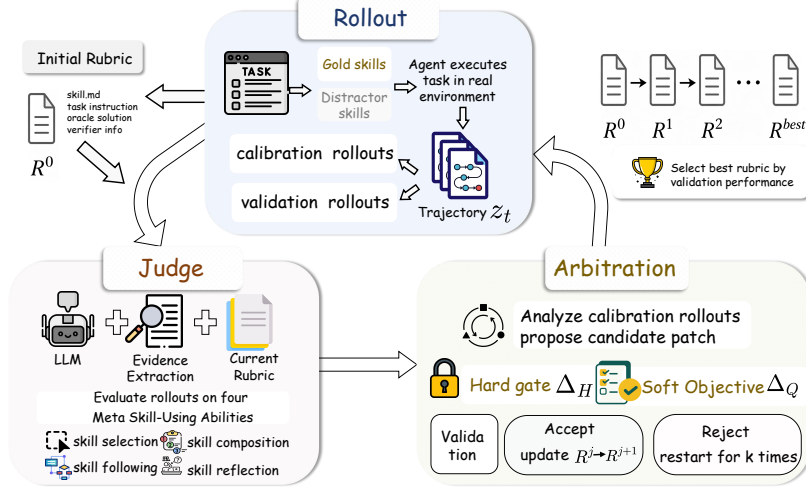 Rollout
Initial Rubric
skill.md
task instruction
oracle solution
verifier info
R^0
TASK
Gold skills
Distractor
skills
Agent executes
task in real
environment
calibration rollouts
validation rollouts
Trajectory z_t
R^0 R^1 R^2 R^best
Select best rubric by
validation performance
Judge
LLM
Evidence
Extraction
Current
Rubric
Evaluate rollouts on four
Meta Skill-Using Abilities
skill selection
skill composition
skill following
skill reflection
Arbitration
Analyze calibration rollouts
propose candidate patch
Hard gate Δ_H
Soft Objective Δ_Q
Valida
tion
Accept
update R^j→R^{j+1}
Reject
restart for k times